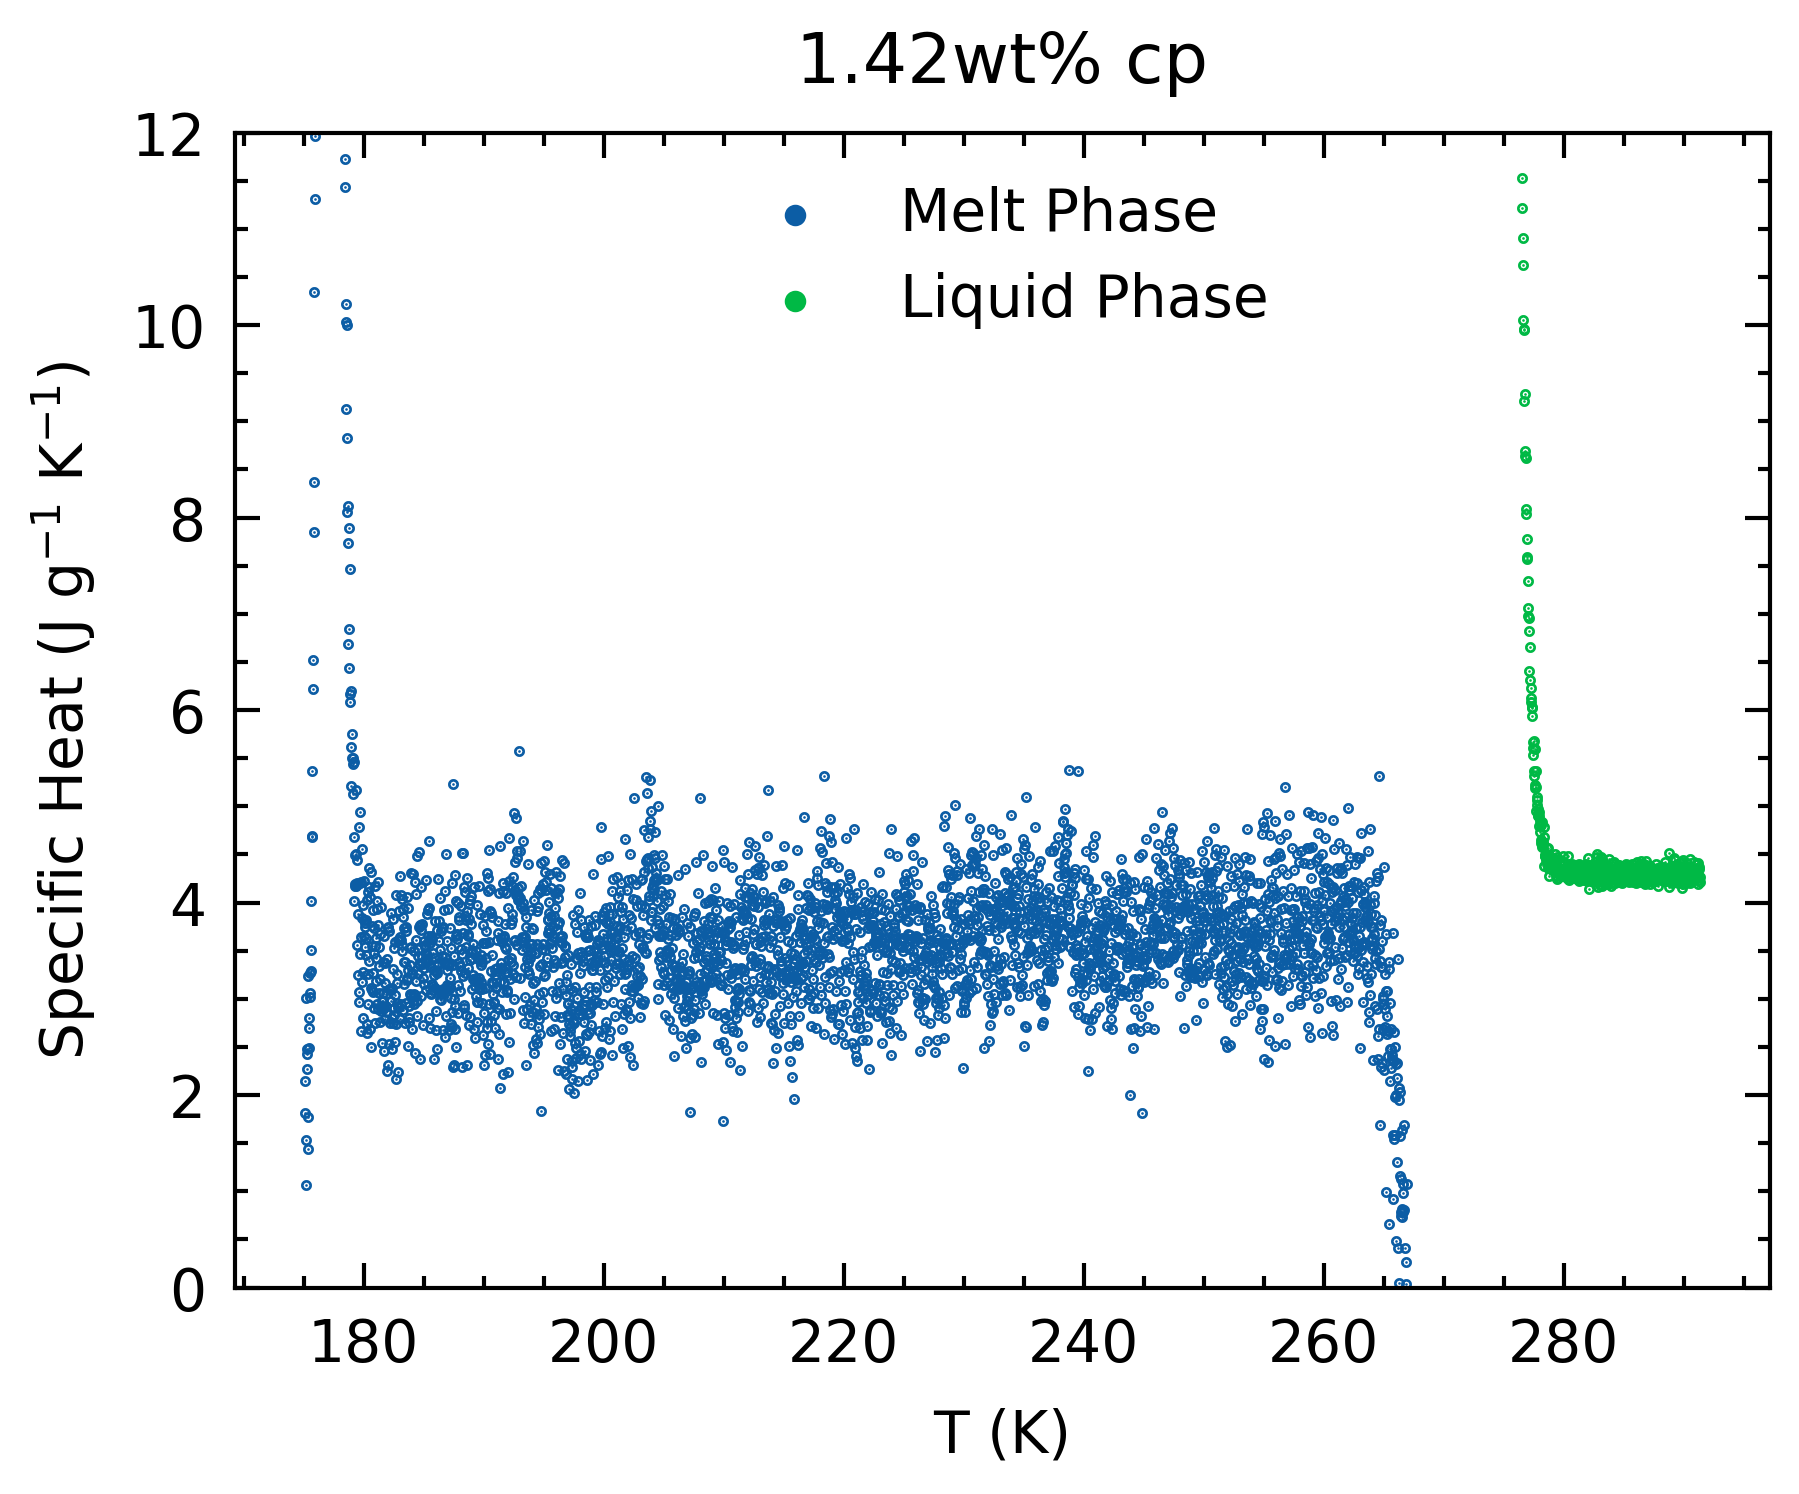 1.42wt% cp
12
10
8
6
4
2
0
Specific Heat (J g⁻¹ K⁻¹)
Melt Phase
Liquid Phase
180 200 220 240 260 280
T (K)